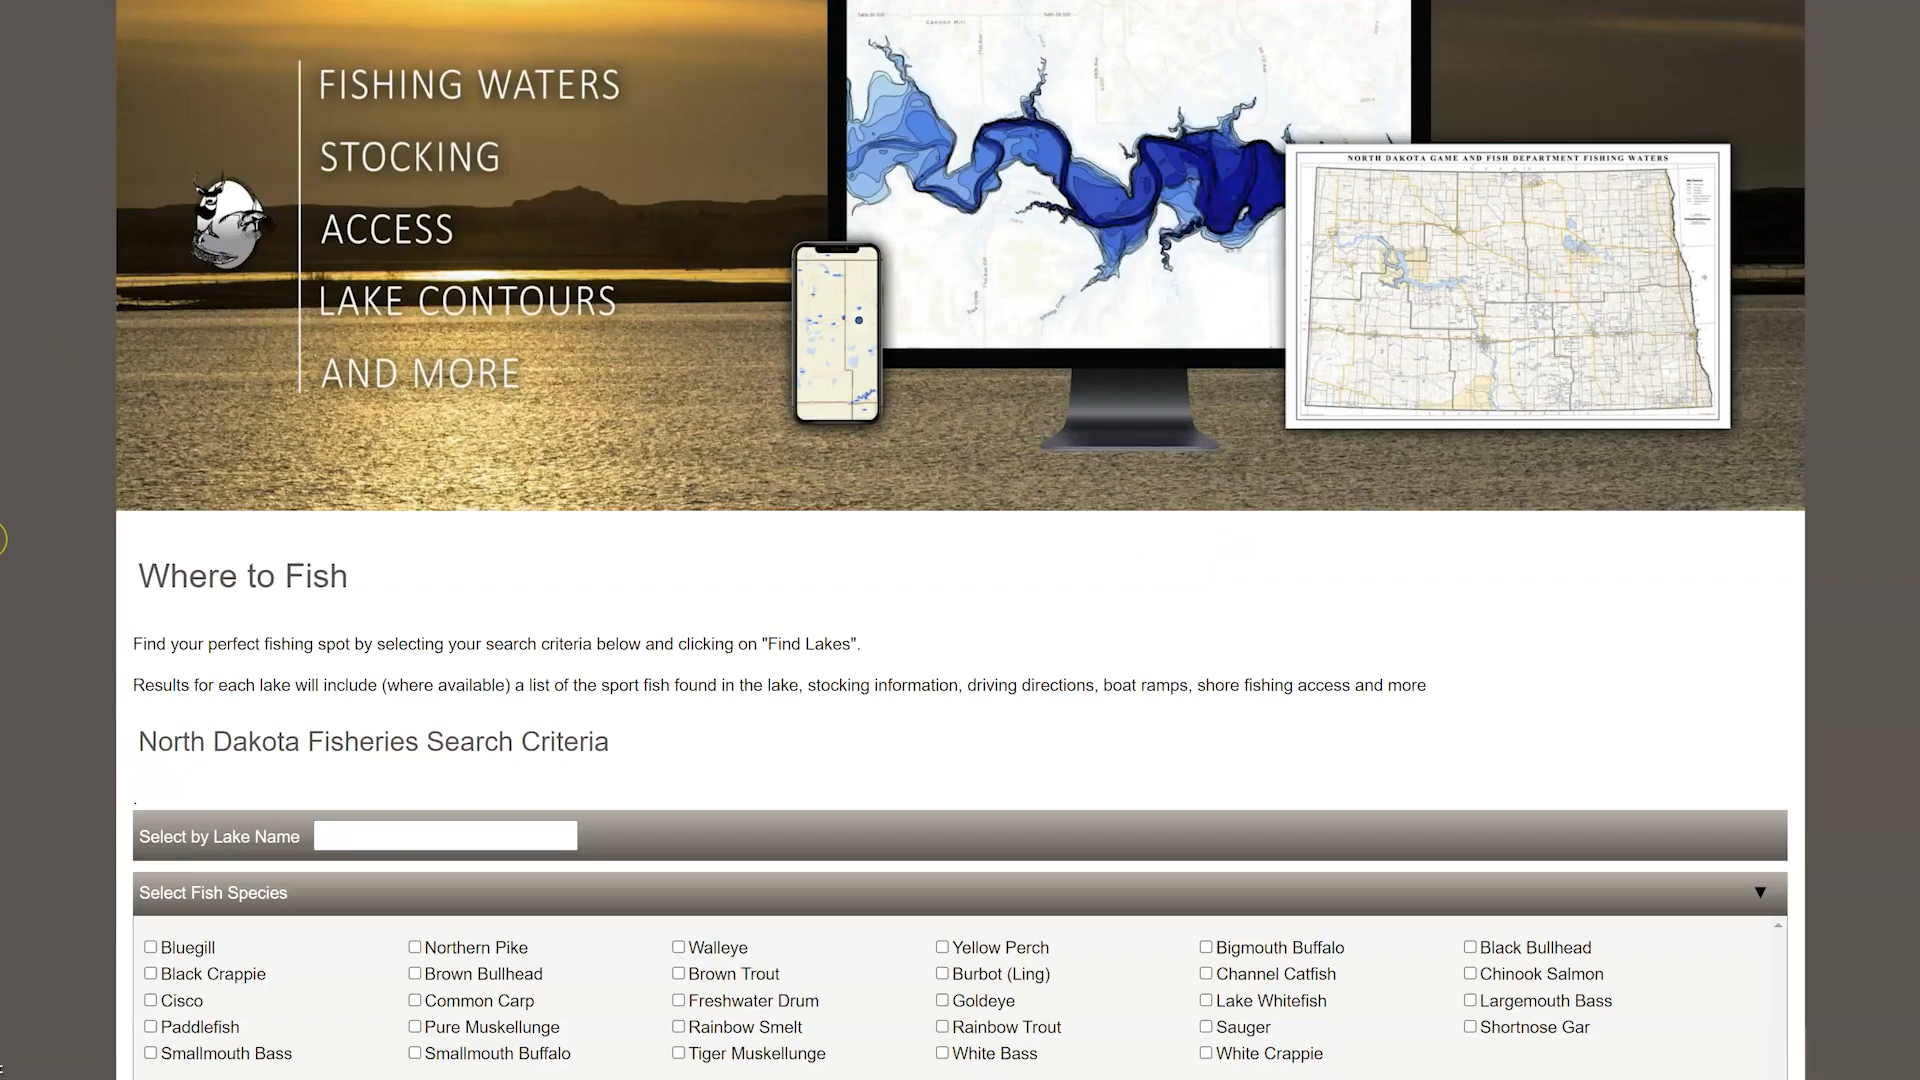 FISHING WATERS
STOCKING
ACCESS
LAKE CONTOURS
AND MORE
Canyon Hill
NORTH DAKOTA GAME AND FISH DEPARTMENT FISHING WATERS
Where to Fish
Find your perfect fishing spot by selecting your search criteria below and clicking on "Find Lakes".
Results for each lake will include (where available) a list of the sport fish found in the lake, stocking information, driving directions, boat ramps, shore fishing access and more
North Dakota Fisheries Search Criteria
.
Select by Lake Name
Select Fish Species ▼
Bluegill Northern Pike Walleye Yellow Perch Bigmouth Buffalo Black Bullhead
Black Crappie Brown Bullhead Brown Trout Burbot (Ling) Channel Catfish Chinook Salmon
Cisco Common Carp Freshwater Drum Goldeye Lake Whitefish Largemouth Bass
Paddlefish Pure Muskellunge Rainbow Smelt Rainbow Trout Sauger Shortnose Gar
Smallmouth Bass Smallmouth Buffalo Tiger Muskellunge White Bass White Crappie